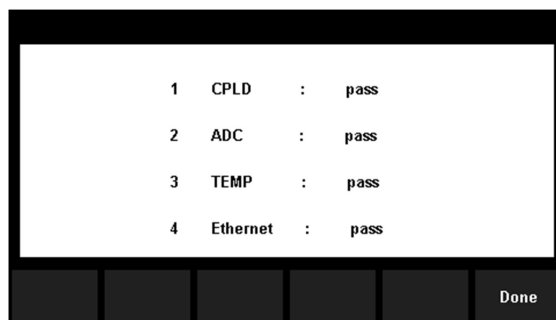 1 CPLD : pass
2 ADC : pass
3 TEMP : pass
4 Ethernet : pass
Done